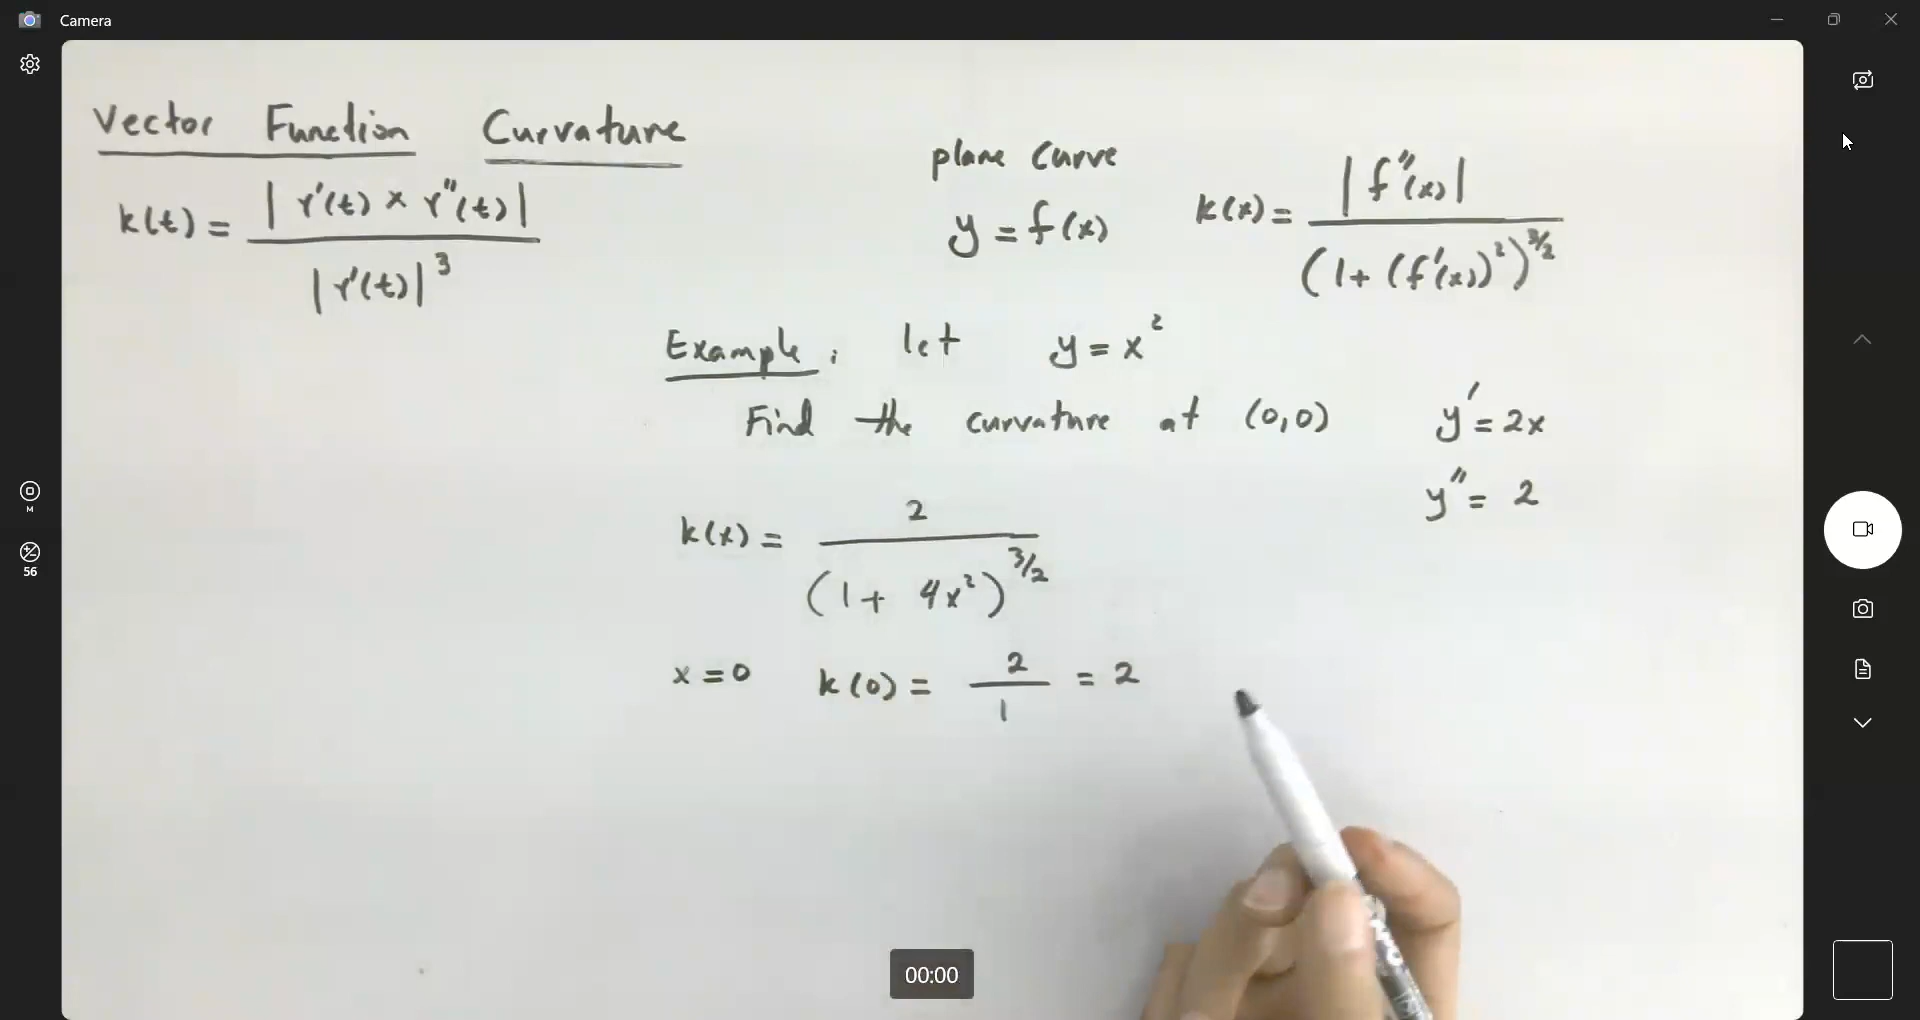 Camera
Vector Function Curvature
k(t) = | r'(t) × r''(t) | / | r'(t) |³
plane Curve
y = f(x)
k(x) = | f''(x) | / (1 + (f'(x))²)^3/2
Example: let y = x²
Find the curvature at (0,0)
y' = 2x
y'' = 2
k(x) = 2 / (1 + 4x²)^3/2
x = 0 k(0) = 2 / 1 = 2
M
56
00:00